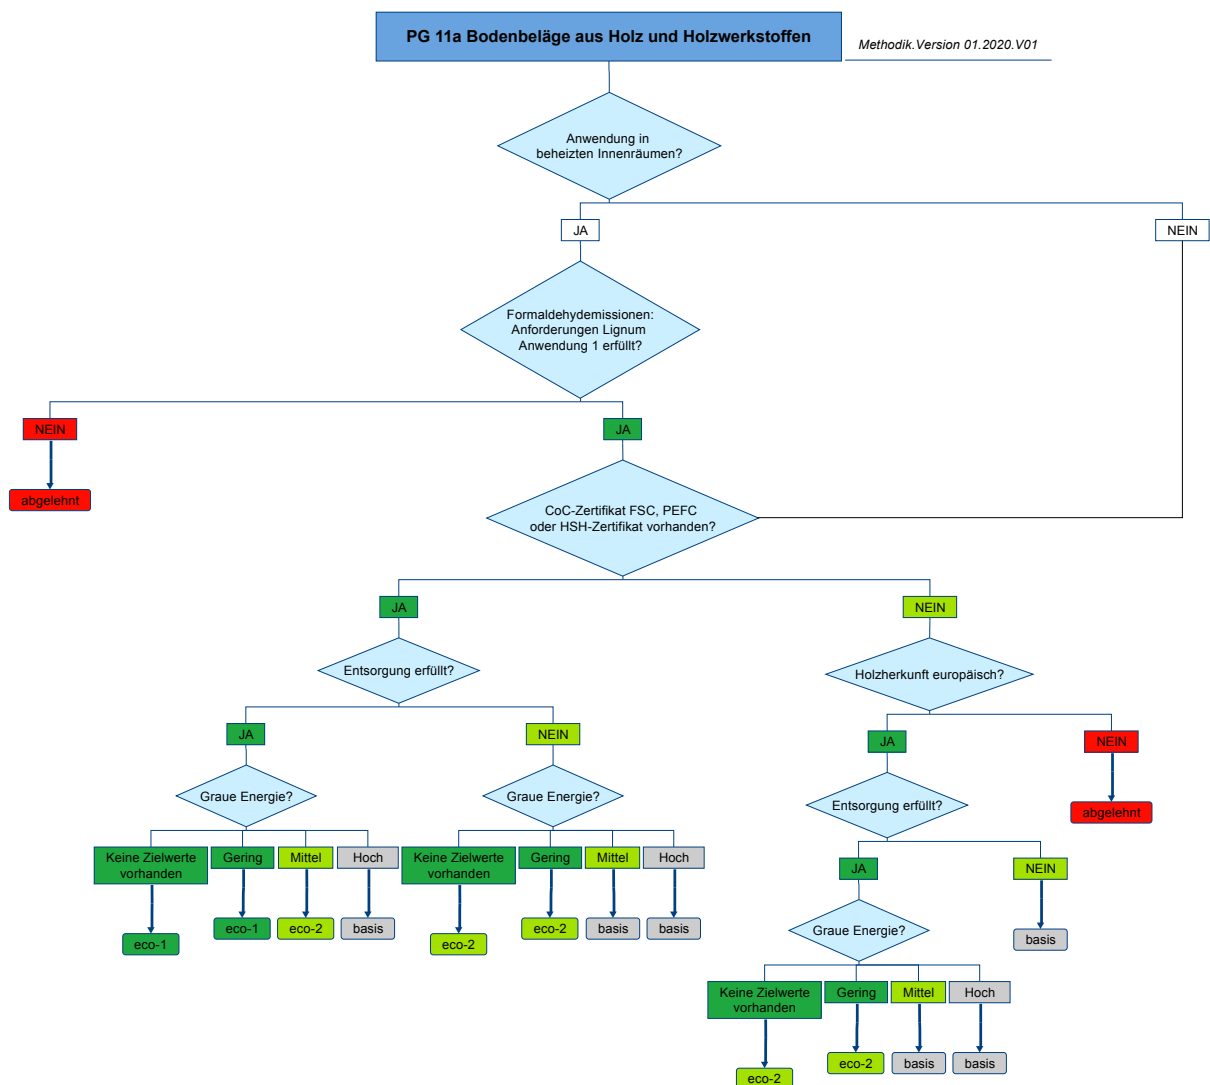 PG 11a Bodenbeläge aus Holz und Holzwerkstoffen
Methodik.Version 01.2020.V01
Anwendung in
beheizten Innenräumen?
JA
NEIN
Formaldehydemissionen:
Anforderungen Lignum
Anwendung 1 erfüllt?
NEIN
JA
abgelehnt
CoC-Zertifikat FSC, PEFC
oder HSH-Zertifikat vorhanden?
JA
NEIN
Entsorgung erfüllt?
Holzherkunft europäisch?
JA
NEIN
JA
NEIN
Graue Energie?
Graue Energie?
Entsorgung erfüllt?
abgelehnt
Keine Zielwerte
vorhanden
Gering
Mittel
Hoch
Keine Zielwerte
vorhanden
Gering
Mittel
Hoch
JA
NEIN
eco-1
eco-1
eco-2
basis
eco-2
eco-2
basis
basis
Graue Energie?
basis
Keine Zielwerte
vorhanden
Gering
Mittel
Hoch
eco-2
eco-2
basis
basis